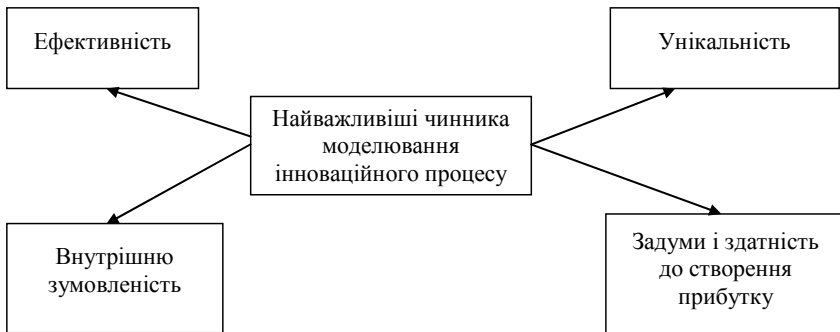 Ефективність
Унікальність
Найважливіші чинника
моделювання
інноваційного процесу
Внутрішню
зумовленість
Задуми і здатність
до створення
прибутку